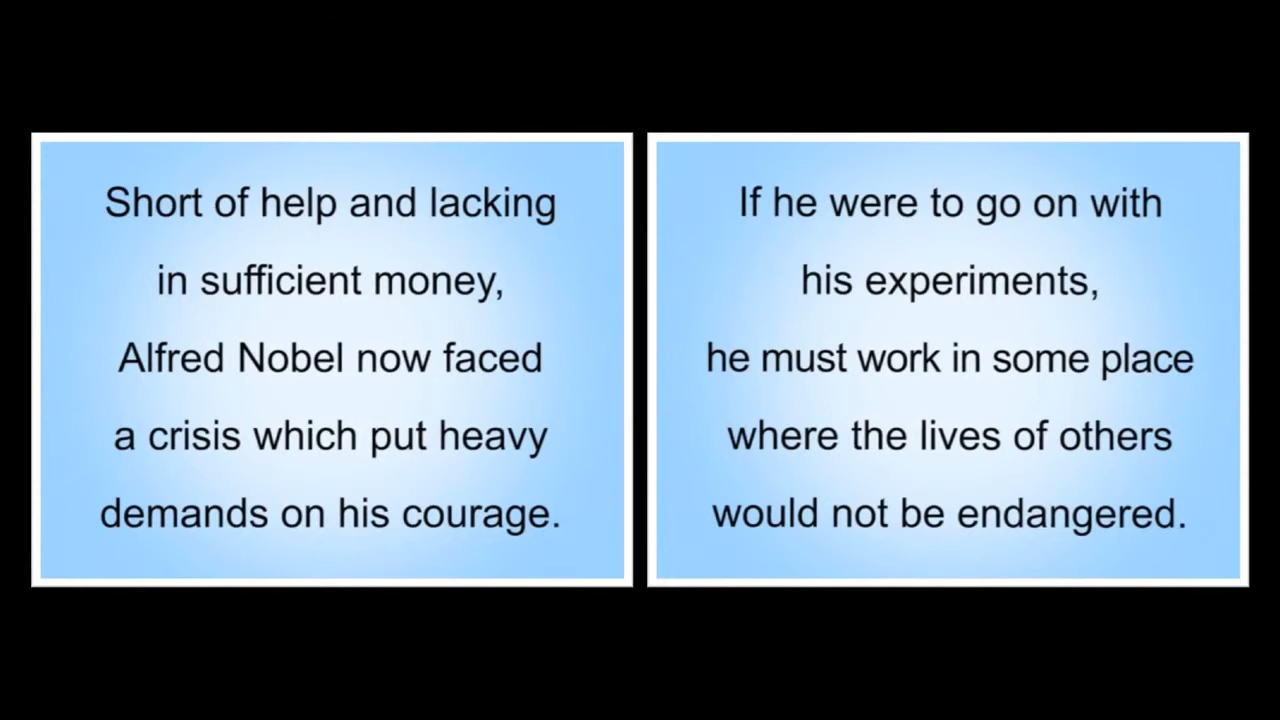 Short of help and lacking
in sufficient money,
Alfred Nobel now faced
a crisis which put heavy
demands on his courage.
If he were to go on with
his experiments,
he must work in some place
where the lives of others
would not be endangered.